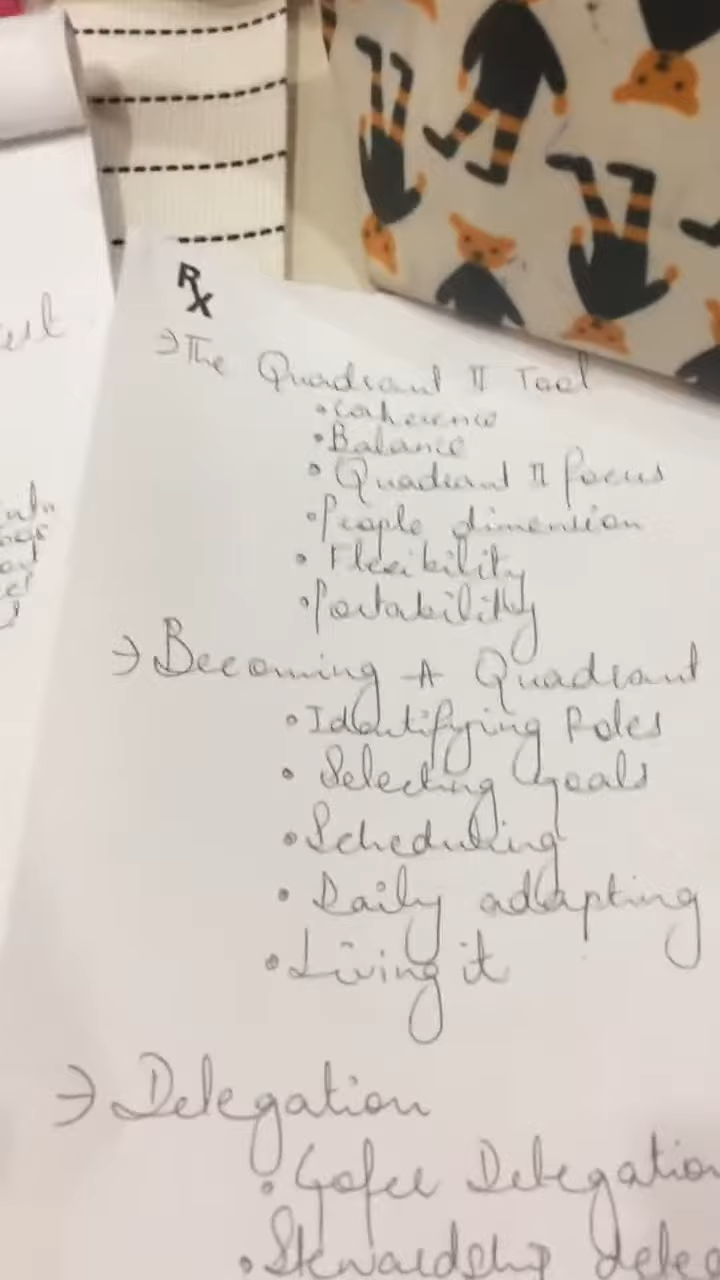 Rx
→The Quadrant II Tool
• Coherence
• Balance
• Quadrant II focus
• People dimension
• Flexibility
• Portability
→ Becoming A Quadrant
• Identifying Roles
• Selecting goals
• Scheduling
• Daily adapting
• Living it
→ Delegation
• Gofer Delegation
• Stewardship deleg